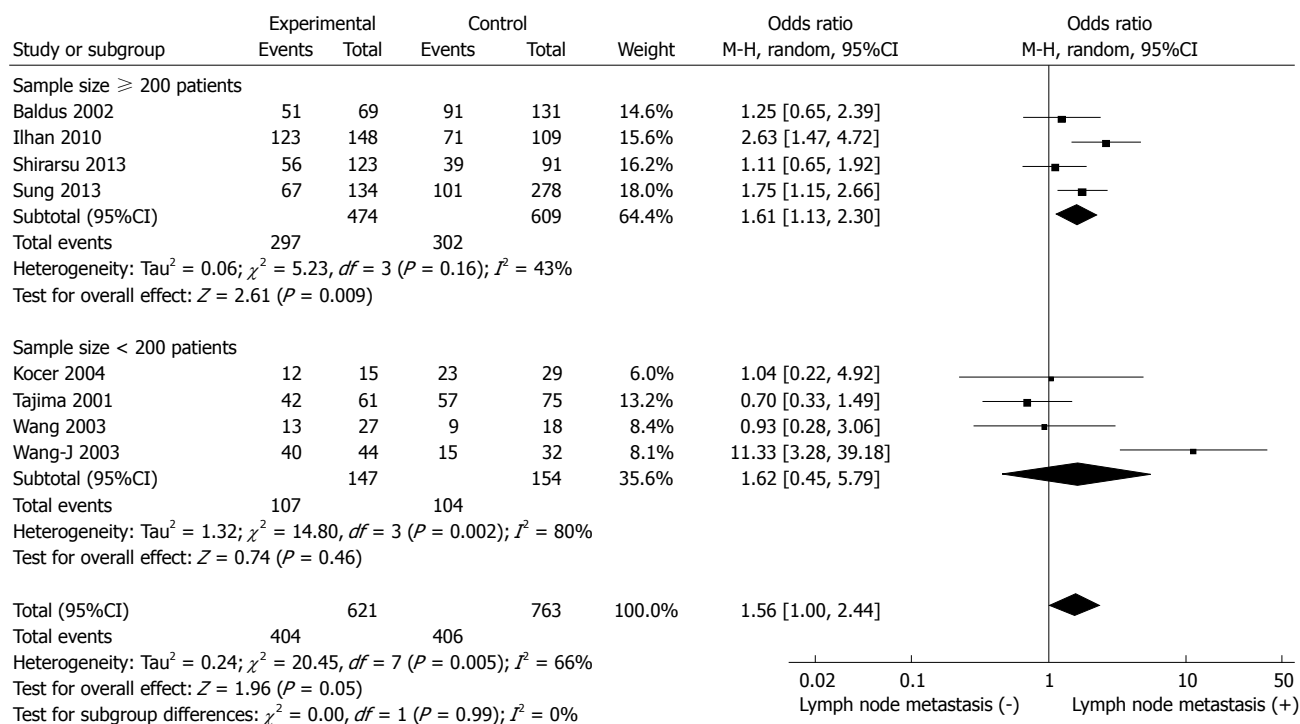 Experimental Control Odds ratio Odds ratio
Study or subgroup Events Total Events Total Weight M-H, random, 95%CI M-H, random, 95%CI
Sample size ⩾ 200 patients
Baldus 2002 51 69 91 131 14.6% 1.25 [0.65, 2.39]
Ilhan 2010 123 148 71 109 15.6% 2.63 [1.47, 4.72]
Shirarsu 2013 56 123 39 91 16.2% 1.11 [0.65, 1.92]
Sung 2013 67 134 101 278 18.0% 1.75 [1.15, 2.66]
Subtotal (95%CI) 474 609 64.4% 1.61 [1.13, 2.30]
Total events 297 302
Heterogeneity: Tau² = 0.06; χ² = 5.23, df = 3 (P = 0.16); I² = 43%
Test for overall effect: Z = 2.61 (P = 0.009)
Sample size < 200 patients
Kocer 2004 12 15 23 29 6.0% 1.04 [0.22, 4.92]
Tajima 2001 42 61 57 75 13.2% 0.70 [0.33, 1.49]
Wang 2003 13 27 9 18 8.4% 0.93 [0.28, 3.06]
Wang-J 2003 40 44 15 32 8.1% 11.33 [3.28, 39.18]
Subtotal (95%CI) 147 154 35.6% 1.62 [0.45, 5.79]
Total events 107 104
Heterogeneity: Tau² = 1.32; χ² = 14.80, df = 3 (P = 0.002); I² = 80%
Test for overall effect: Z = 0.74 (P = 0.46)
Total (95%CI) 621 763 100.0% 1.56 [1.00, 2.44]
Total events 404 406
Heterogeneity: Tau² = 0.24; χ² = 20.45, df = 7 (P = 0.005); I² = 66%
Test for overall effect: Z = 1.96 (P = 0.05)
Test for subgroup differences: χ² = 0.00, df = 1 (P = 0.99); I² = 0%
0.02 0.1 1 10 50
Lymph node metastasis (-) Lymph node metastasis (+)